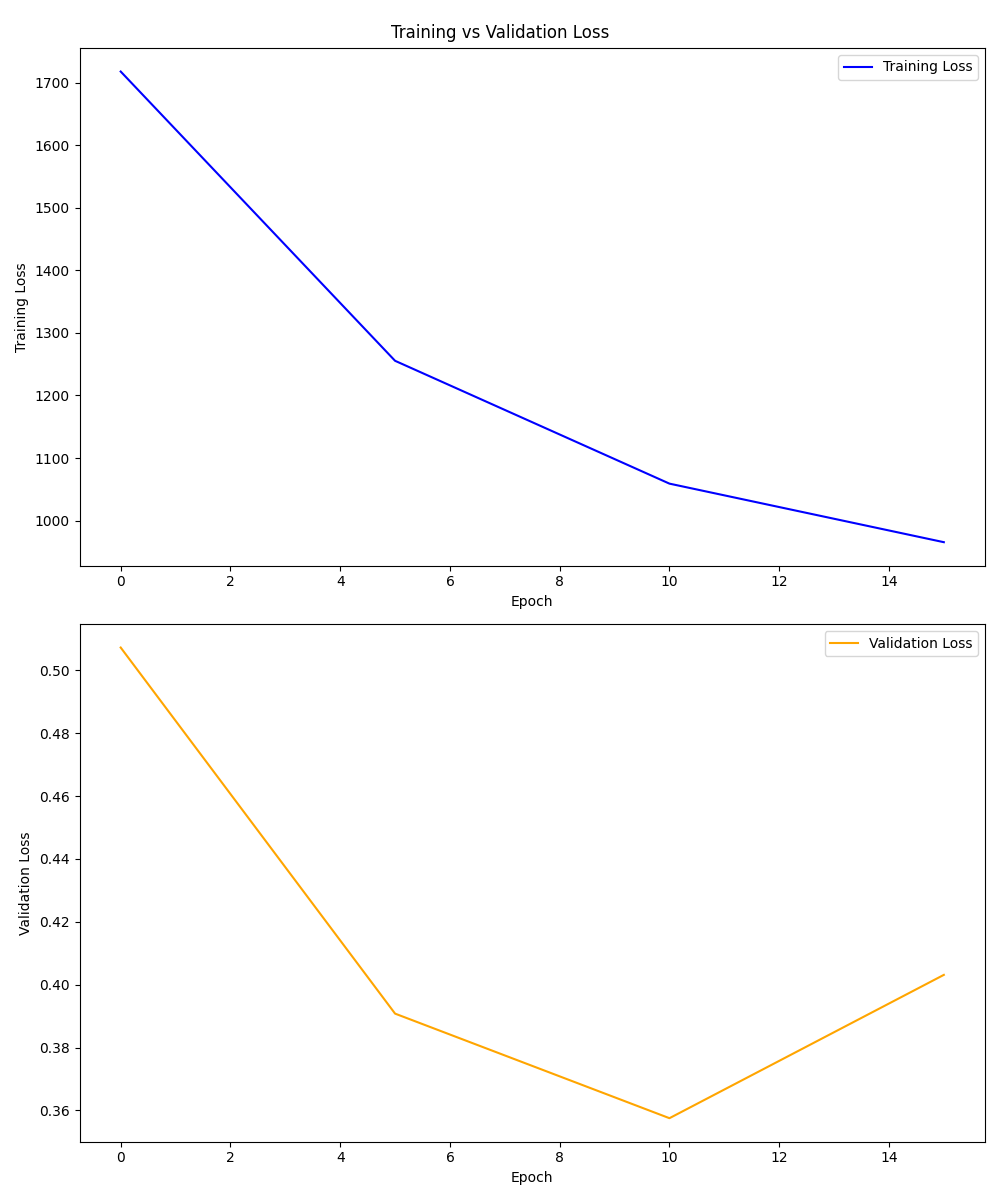 Training vs Validation Loss
Training Loss
1700
1600
1500
1400
1300
1200
1100
1000
Training Loss
0 2 4 6 8 10 12 14
Epoch
Validation Loss
0.50
0.48
0.46
0.44
0.42
0.40
0.38
0.36
Validation Loss
0 2 4 6 8 10 12 14
Epoch